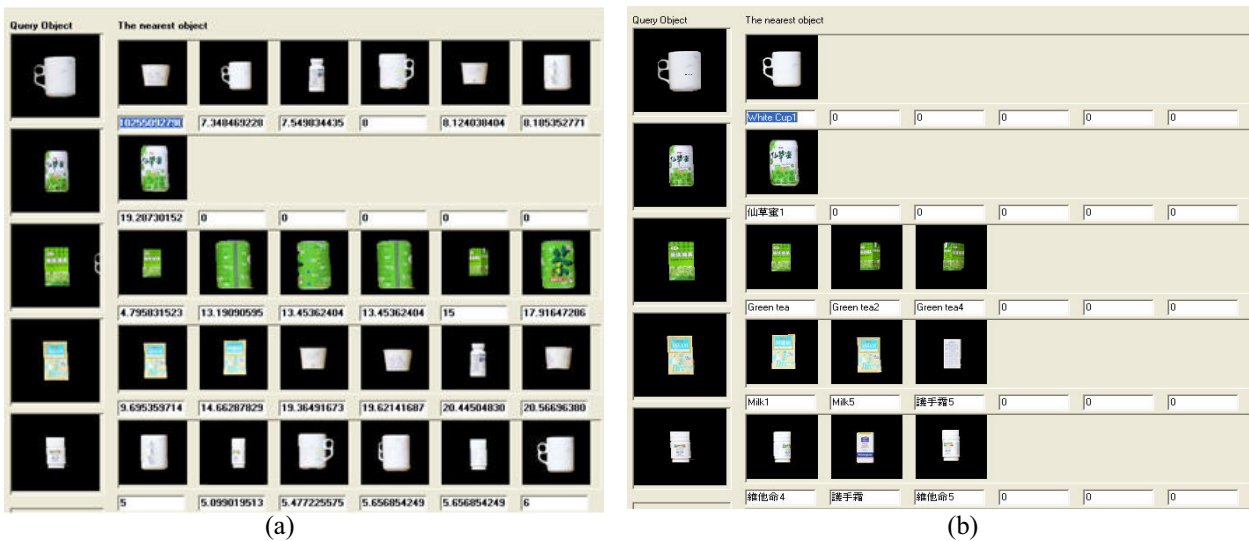 Query Object The nearest object
10255092798 7.348469228 7.549834435 8 8.124038404 8.185352771
19.28730152 0 0 0 0 0
4.795831523 13.19090595 13.45362404 13.45362404 15 17.91647286
9.695359714 14.66287829 19.36491673 19.62141687 20.44504830 20.56696380
5 5.099019513 5.477225575 5.656854249 5.656854249 6
(a)
Query Object The nearest object
White Cup1 0 0 0 0 0
仙草蜜1 0 0 0 0 0
Green tea Green tea2 Green tea4 0 0 0
Milk1 Milk5 護手霜5 0 0 0
維他命4 護手霜 維他命5 0 0 0
(b)